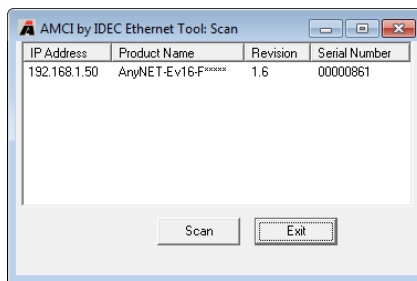 AMCI by IDEC Ethernet Tool: Scan
IP Address Product Name Revision Serial Number
192.168.1.50 AnyNET-Ev16-F***** 1.6 00000861
Scan Exit